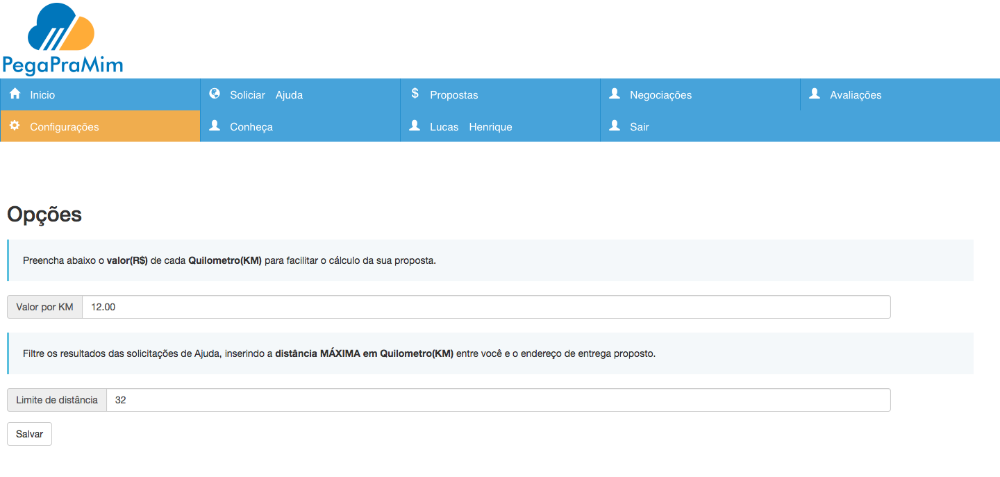 PegaPraMim
Inicio Soliciar Ajuda $ Propostas Negociações Avaliações
Configurações Conheça Lucas Henrique Sair
Opções
Preencha abaixo o valor(R$) de cada Quilometro(KM) para facilitar o cálculo da sua proposta.
Valor por KM 12.00
Filtre os resultados das solicitações de Ajuda, inserindo a distância MÁXIMA em Quilometro(KM) entre você e o endereço de entrega proposto.
Limite de distância 32
Salvar